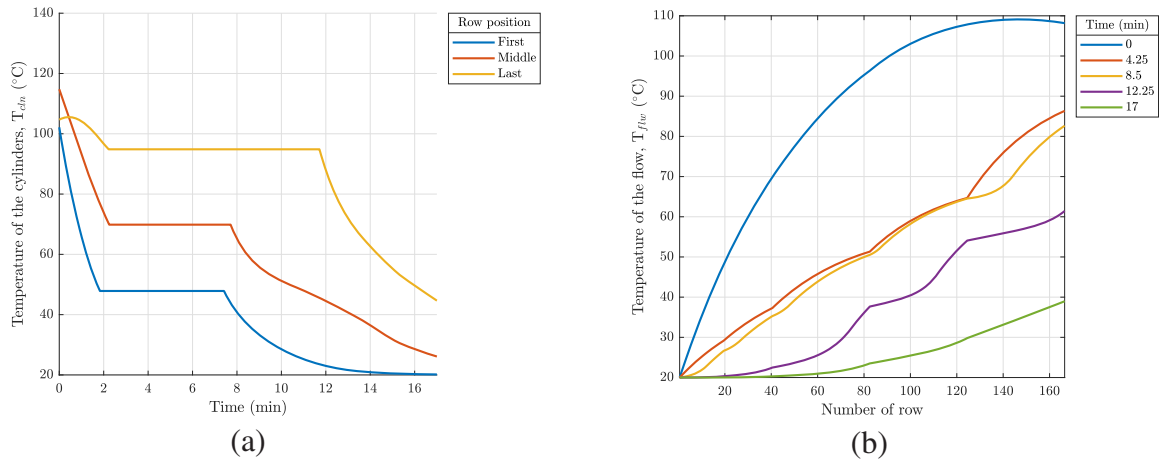 Temperature of the cylinders, T_cln (°C)
140
120
100
80
60
40
20
0 2 4 6 8 10 12 14 16
Time (min)
Row position
First
Middle
Last
(a)
Temperature of the flow, T_flw (°C)
110
100
90
80
70
60
50
40
30
20
20 40 60 80 100 120 140 160
Number of row
Time (min)
0
4.25
8.5
12.25
17
(b)